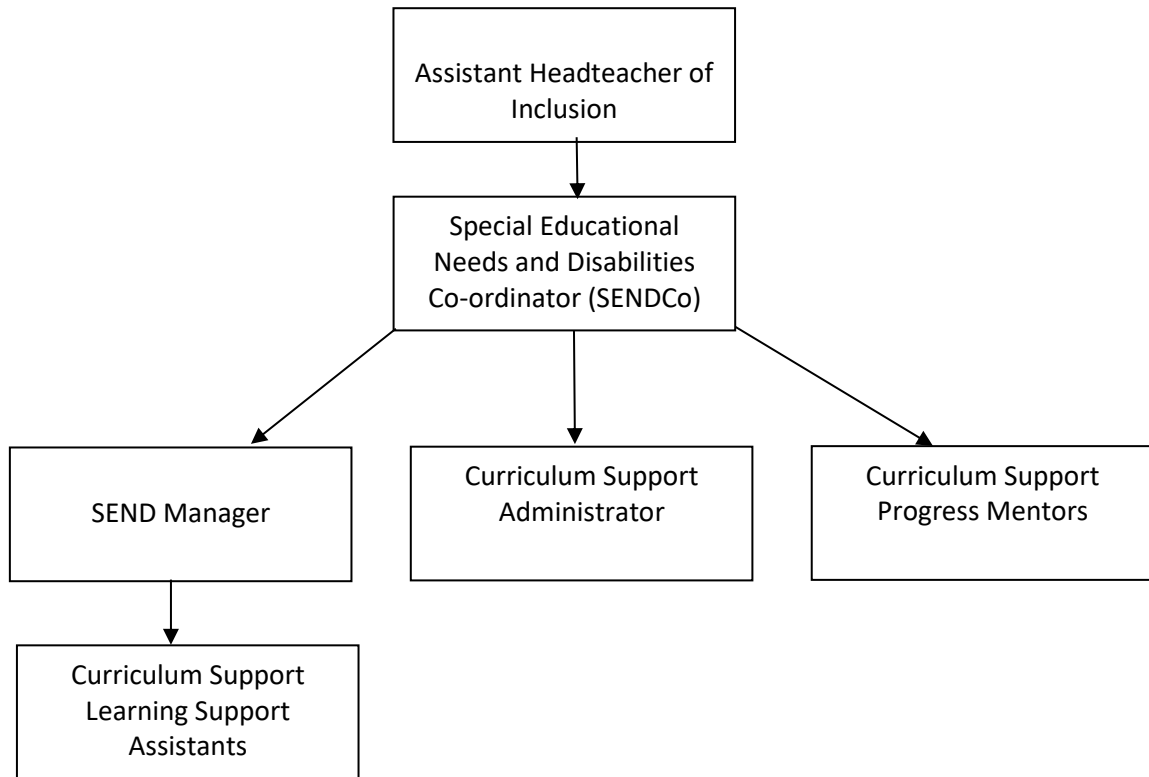 Assistant Headteacher of
Inclusion
Special Educational
Needs and Disabilities
Co-ordinator (SENDCo)
SEND Manager
Curriculum Support
Administrator
Curriculum Support
Progress Mentors
Curriculum Support
Learning Support
Assistants